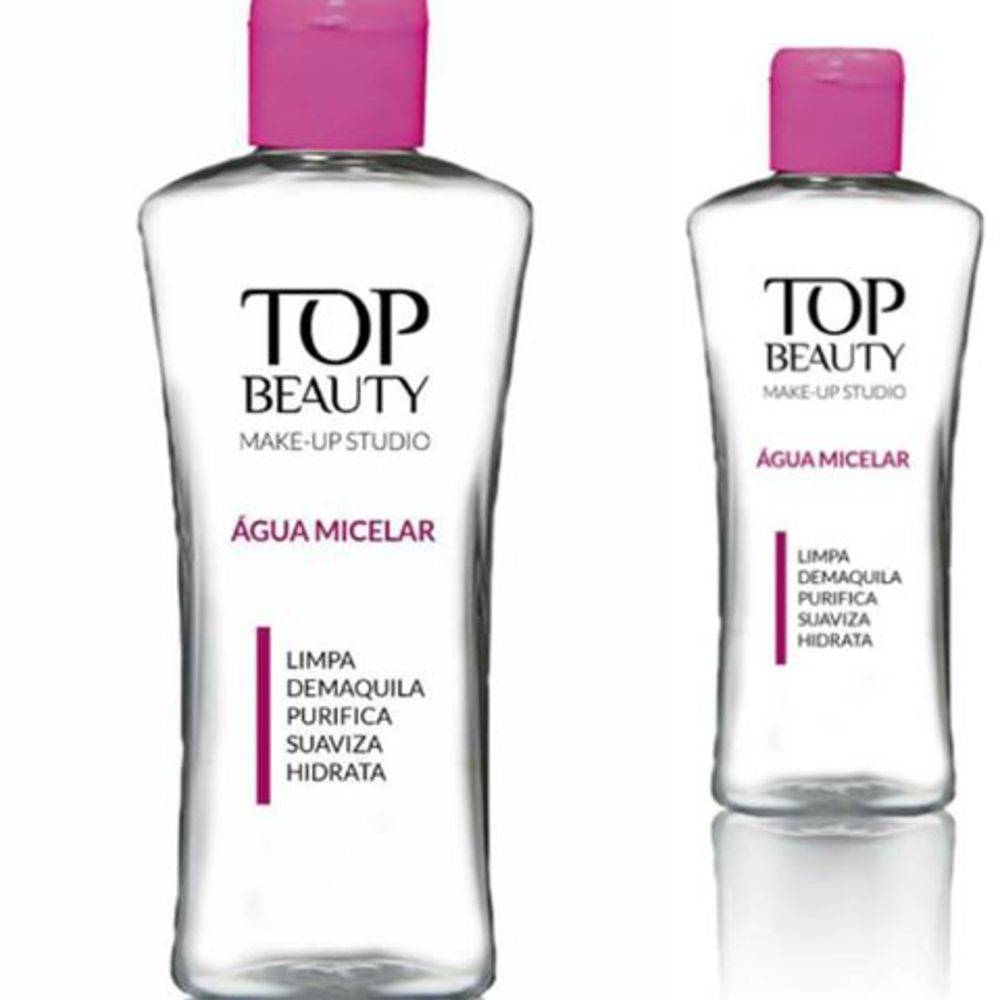 TOP
BEAUTY
MAKE-UP STUDIO
ÁGUA MICELAR
LIMPA
DEMAQUILA
PURIFICA
SUAVIZA
HIDRATA
TOP
BEAUTY
MAKE-UP STUDIO
ÁGUA MICELAR
LIMPA
DEMAQUILA
PURIFICA
SUAVIZA
HIDRATA